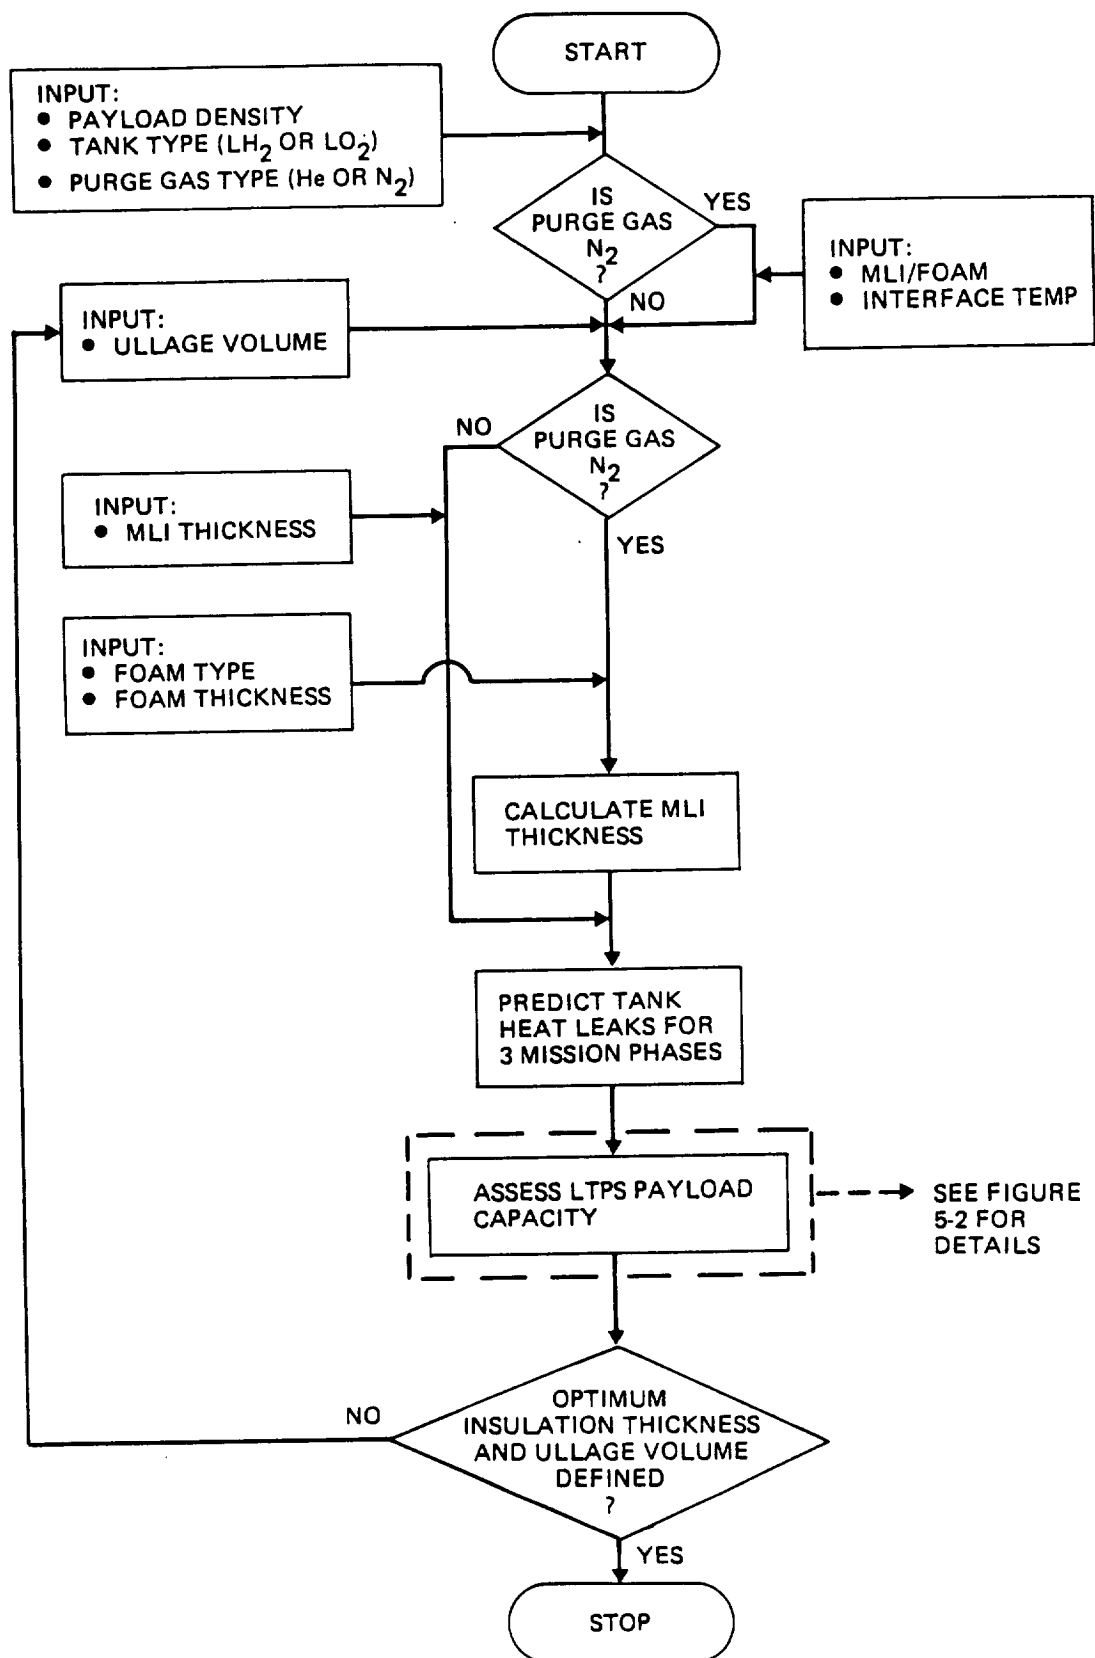 START
INPUT:
● PAYLOAD DENSITY
● TANK TYPE (LH2 OR LO2)
● PURGE GAS TYPE (He OR N2)
IS
PURGE GAS
N2
?
YES
NO
INPUT:
● MLI/FOAM
● INTERFACE TEMP
INPUT:
● ULLAGE VOLUME
IS
PURGE GAS
N2
?
NO
YES
INPUT:
● MLI THICKNESS
INPUT:
● FOAM TYPE
● FOAM THICKNESS
CALCULATE MLI
THICKNESS
PREDICT TANK
HEAT LEAKS FOR
3 MISSION PHASES
ASSESS LTPS PAYLOAD
CAPACITY
SEE FIGURE
5-2 FOR
DETAILS
OPTIMUM
INSULATION THICKNESS
AND ULLAGE VOLUME
DEFINED
?
NO
YES
STOP